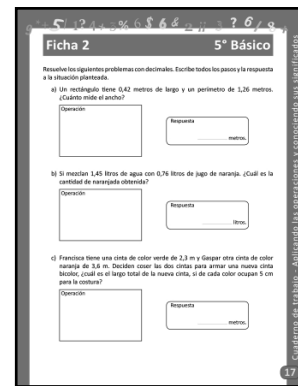 Ficha 2 5° Básico
Resuelve los siguientes problemas con decimales. Escribe todos los pasos y la respuesta
a la situación planteada.
a) Un rectángulo tiene 0,42 metros de largo y un perímetro de 1,26 metros.
¿Cuánto mide el ancho?
Operación
Respuesta
metros.
b) Si mezclan 1,45 litros de agua con 0,76 litros de jugo de naranja. ¿Cuál es la
cantidad de naranjada obtenida?
Operación
Respuesta
litros.
c) Francisca tiene una cinta de color verde de 2,3 m y Gaspar otra cinta de color
naranja de 3,6 m. Deciden coser las dos cintas para armar una nueva cinta
bicolor, ¿cuál es el largo total de la nueva cinta, si de cada color ocupan 5 cm
para la costura?
Operación
Respuesta
metros.
Cuaderno de trabajo - Aplicando las operaciones y conociendo sus significados
17